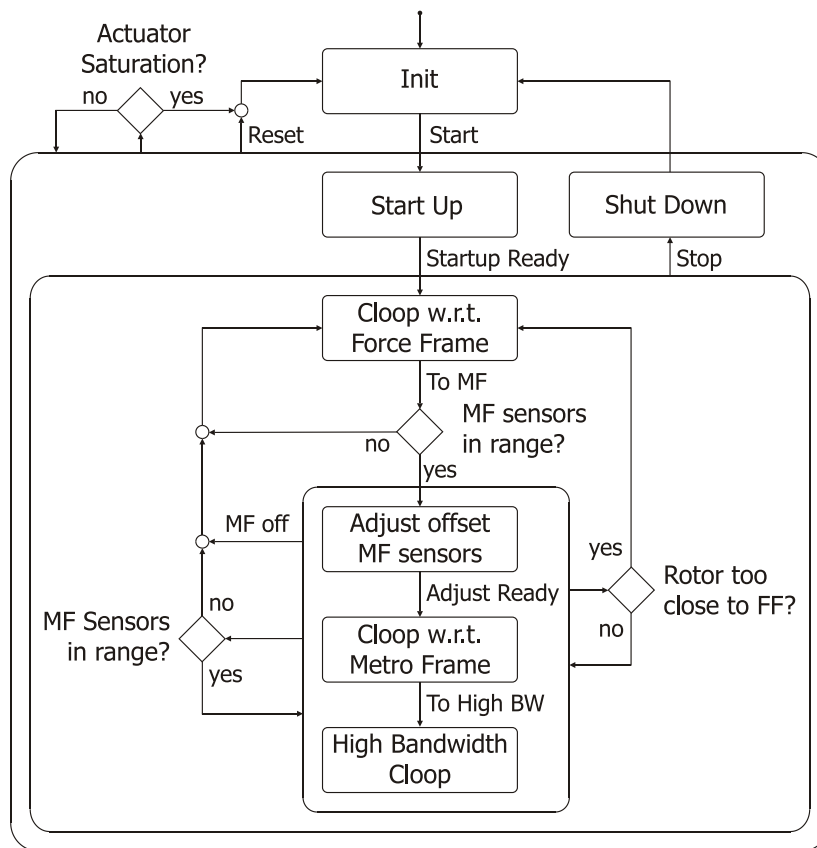 Actuator
Saturation?
no
yes
Init
Reset
Start
Start Up
Shut Down
Startup Ready
Stop
Cloop w.r.t.
Force Frame
To MF
MF sensors
in range?
no
yes
MF off
Adjust offset
MF sensors
yes
Rotor too
close to FF?
Adjust Ready
no
no
MF Sensors
in range?
yes
Cloop w.r.t.
Metro Frame
To High BW
High Bandwidth
Cloop